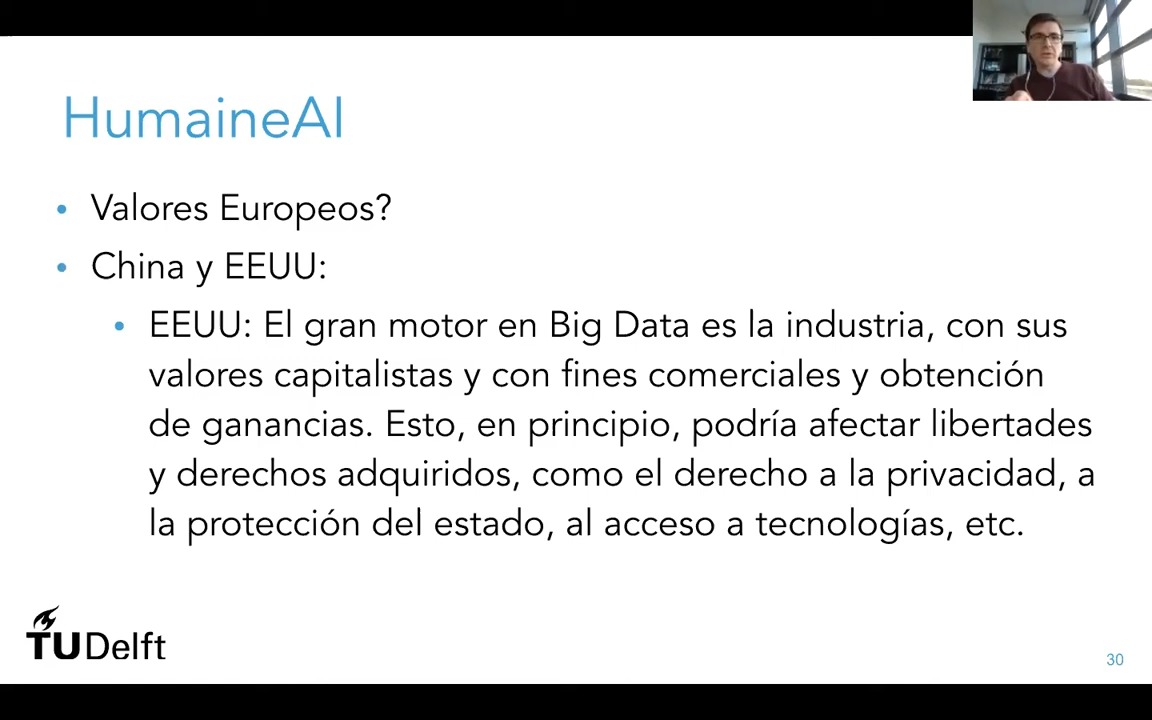 HumaineAI
• Valores Europeos?
• China y EEUU:
• EEUU: El gran motor en Big Data es la industria, con sus
valores capitalistas y con fines comerciales y obtención
de ganancias. Esto, en principio, podría afectar libertades
y derechos adquiridos, como el derecho a la privacidad, a
la protección del estado, al acceso a tecnologías, etc.
TUDelft
30